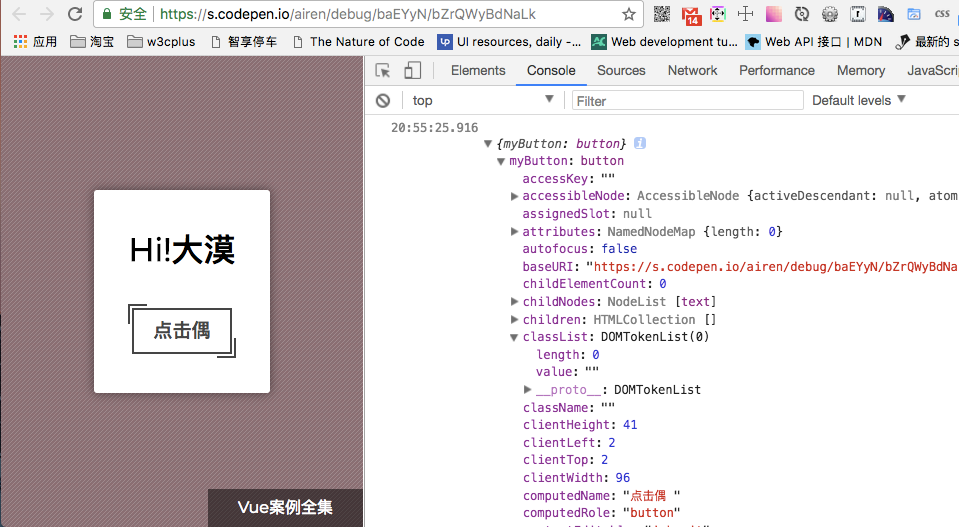 安全 https://s.codepen.io/airen/debug/baEYyN/bZrQWyBdNaLk
14
css
应用 淘宝 w3cplus 智享停车 The Nature of Code up UI resources, daily -... Web development tu... Web API 接口 | MDN 最新的 s
Hi!大漠
点击偶
Vue案例全集
Elements Console Sources Network Performance Memory JavaScri
top Filter Default levels
20:55:25.916
{myButton: button} i
myButton: button
accessKey: ""
accessibleNode: AccessibleNode {activeDescendant: null, atom
assignedSlot: null
attributes: NamedNodeMap {length: 0}
autofocus: false
baseURI: "https://s.codepen.io/airen/debug/baEYyN/bZrQWyBdNa
childElementCount: 0
childNodes: NodeList [text]
children: HTMLCollection []
classList: DOMTokenList(0)
length: 0
value: ""
__proto__: DOMTokenList
className: ""
clientHeight: 41
clientLeft: 2
clientTop: 2
clientWidth: 96
computedName: "点击偶 "
computedRole: "button"